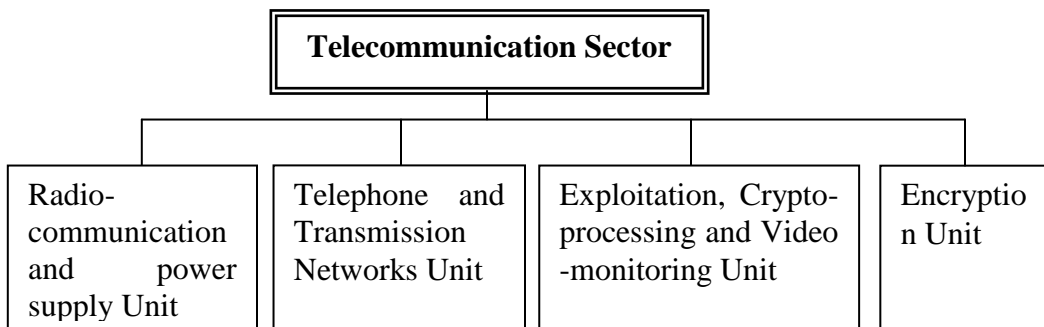 Telecommunication Sector
Radio-
communication
and power
supply Unit
Telephone and
Transmission
Networks Unit
Exploitation, Crypto-
processing and Video
-monitoring Unit
Encryptio
n Unit